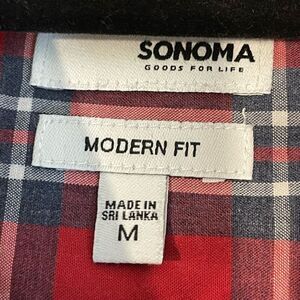 SONOMA
GOODS FOR LIFE
MODERN FIT
MADE IN
SRI LANKA
M